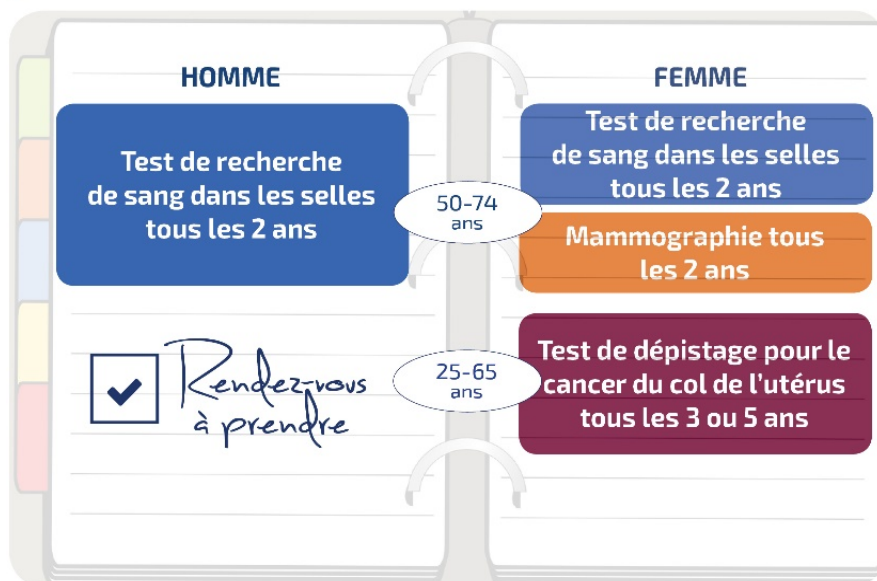 HOMME
Test de recherche
de sang dans les selles
tous les 2 ans
Rendez-vous
à prendre
50-74
ans
25-65
ans
FEMME
Test de recherche
de sang dans les selles
tous les 2 ans
Mammographie tous
les 2 ans
Test de dépistage pour le
cancer du col de l'utérus
tous les 3 ou 5 ans